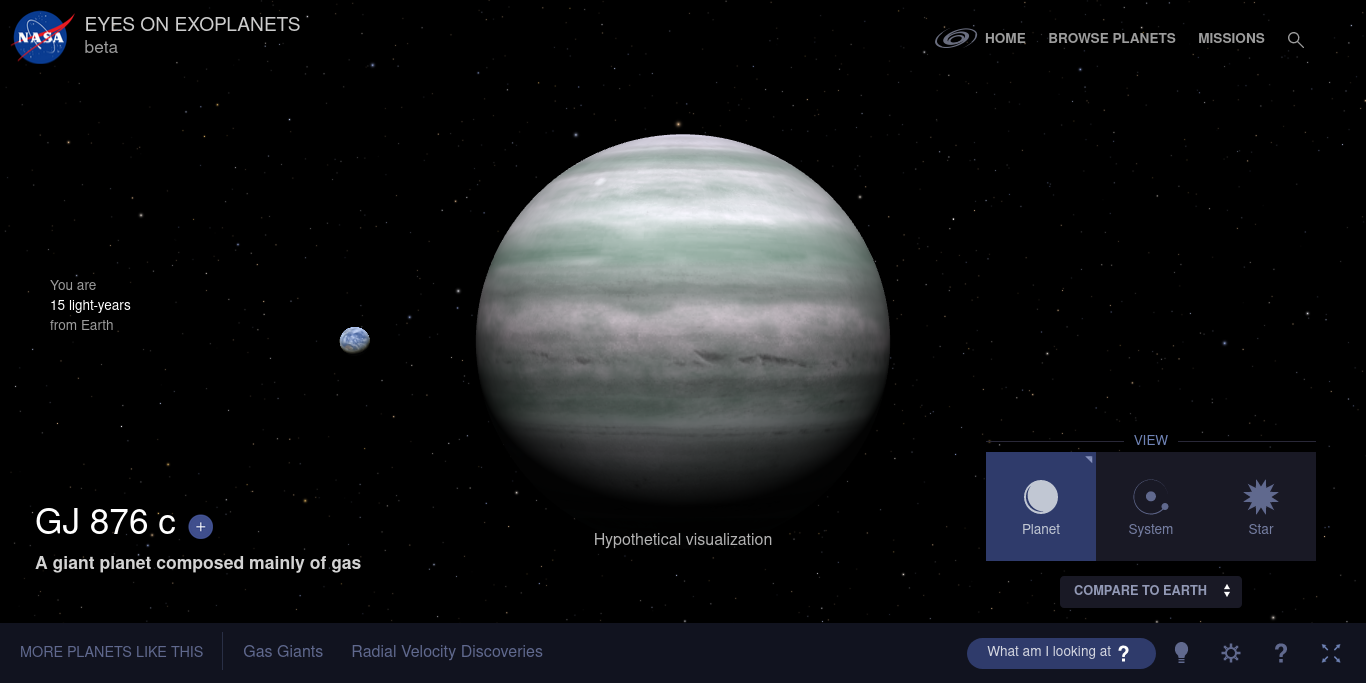 NASA
EYES ON EXOPLANETS
beta
HOME
BROWSE PLANETS
MISSIONS
You are
15 light-years
from Earth
GJ 876 c +
A giant planet composed mainly of gas
Hypothetical visualization
VIEW
Planet
System
Star
COMPARE TO EARTH
MORE PLANETS LIKE THIS
Gas Giants
Radial Velocity Discoveries
What am I looking at ?
?